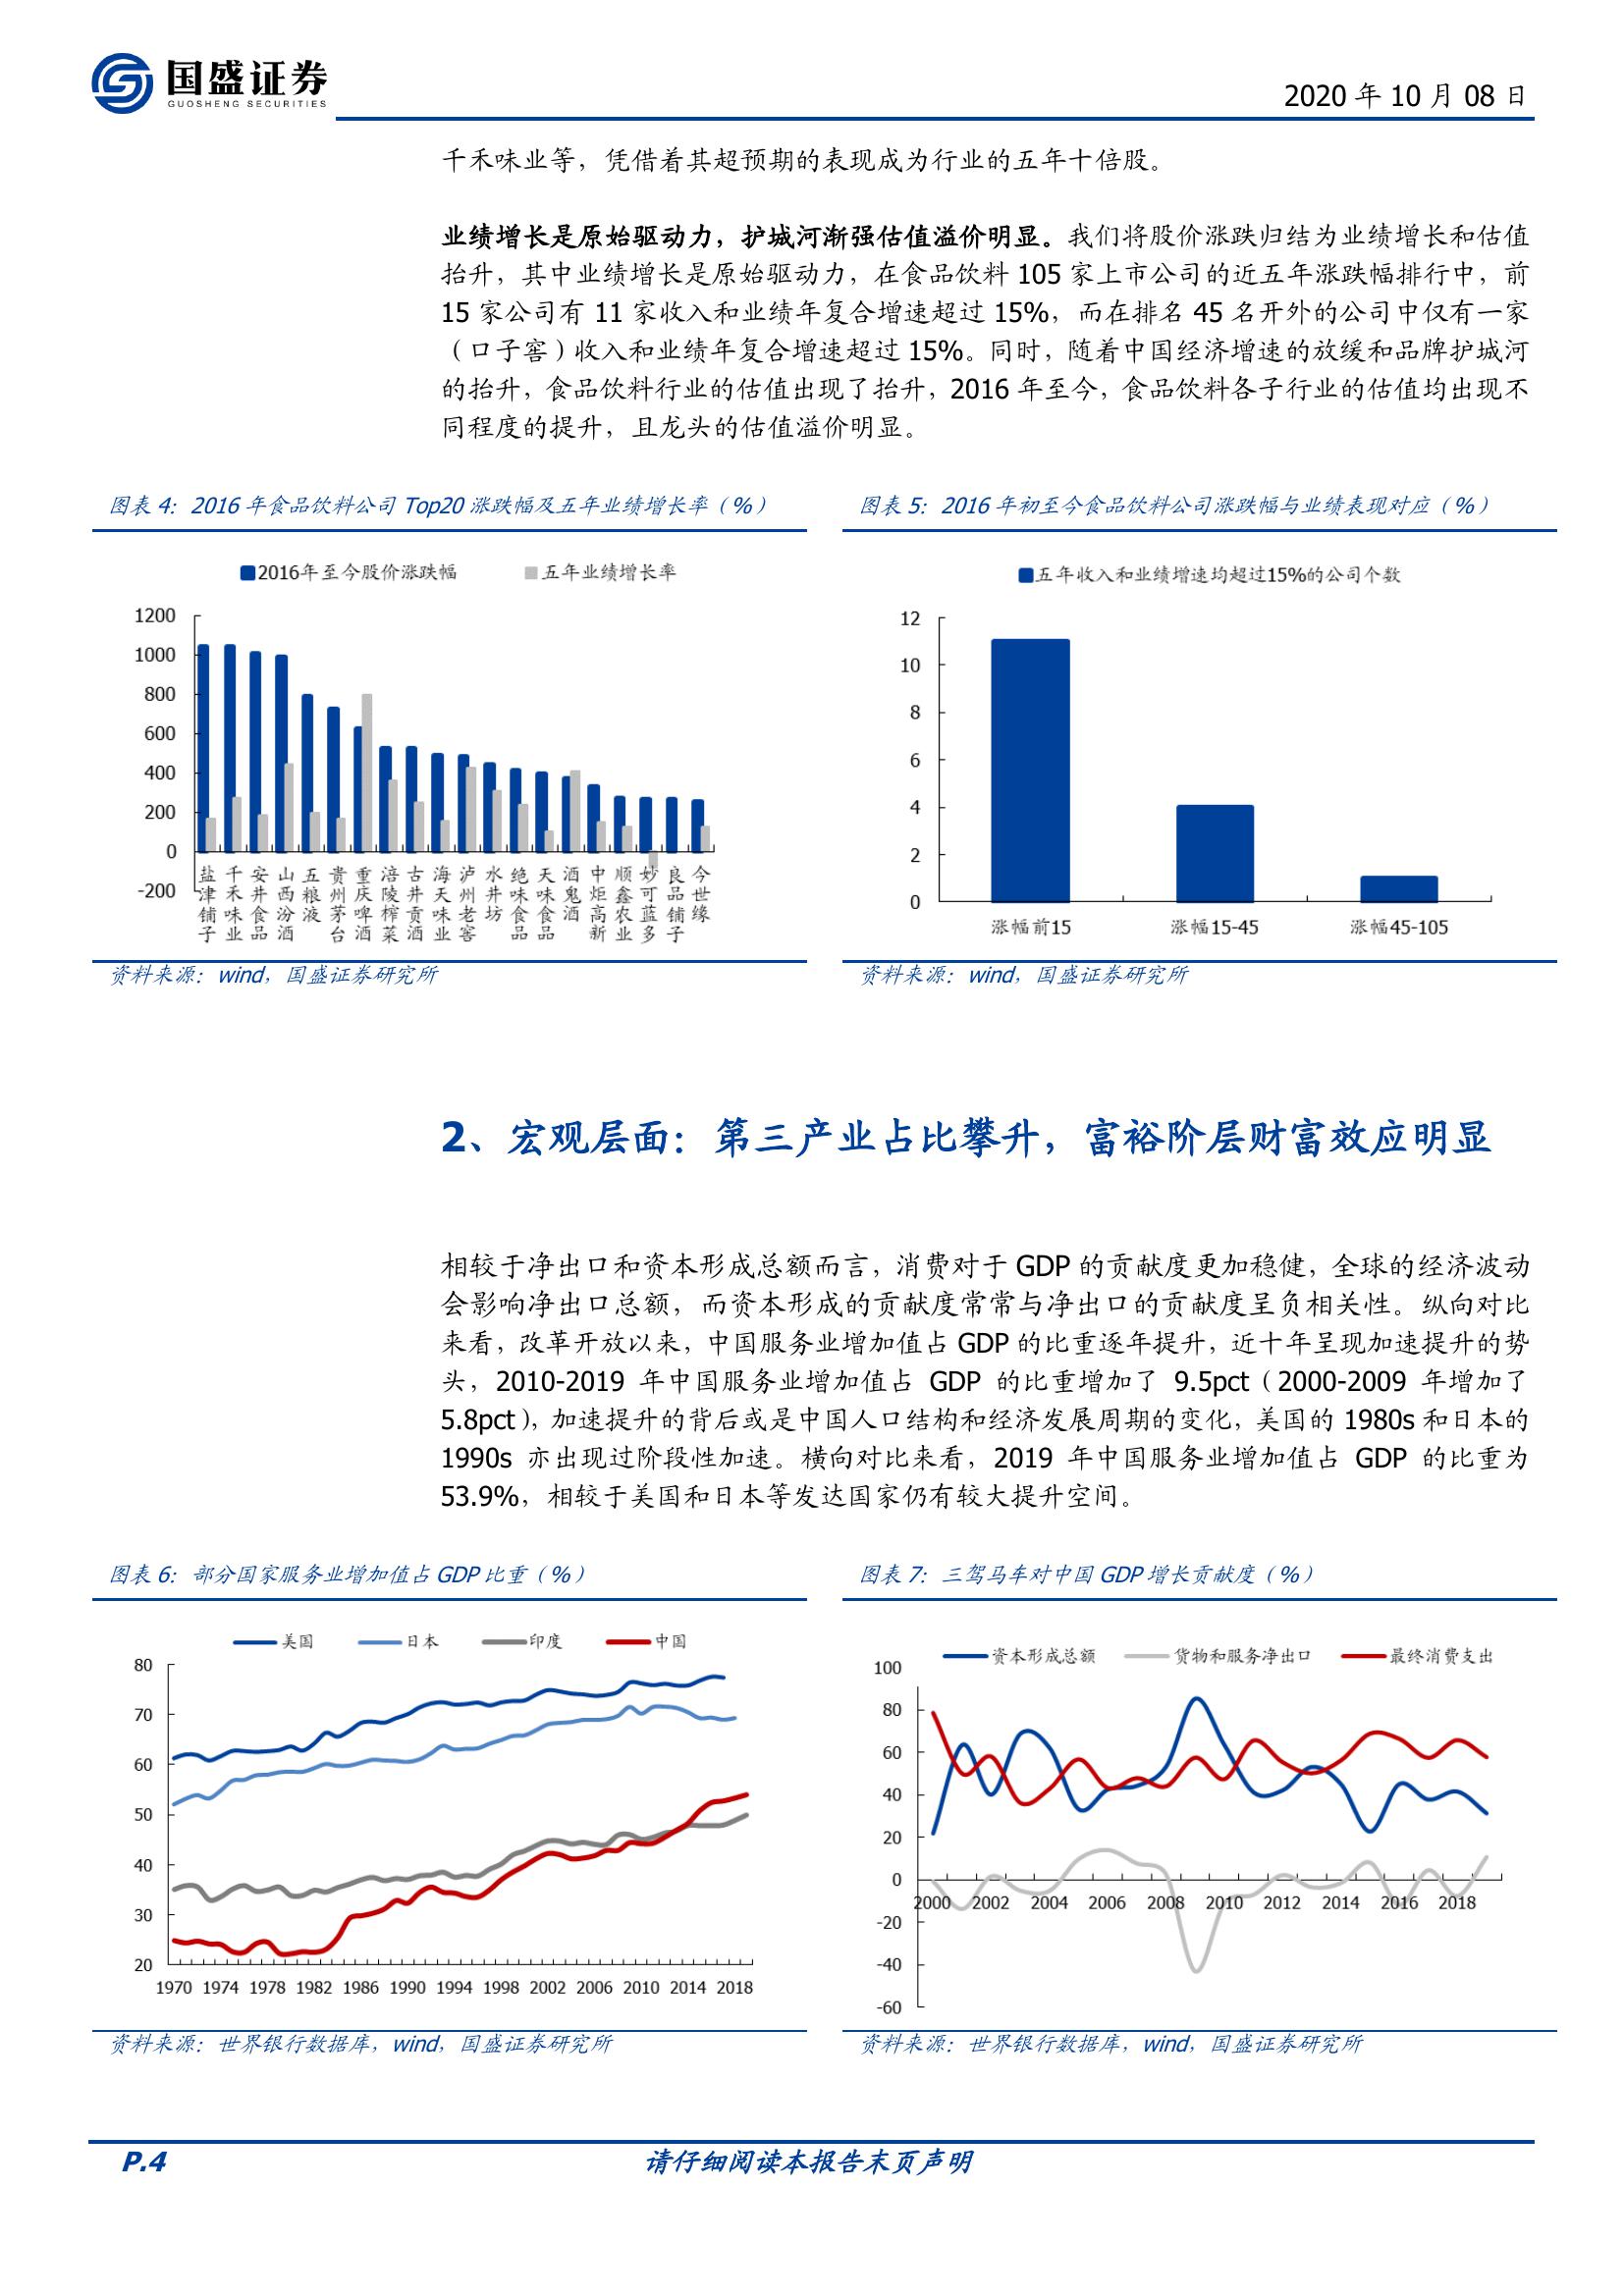 国盛证券
GUOSHENG SECURITIES
2020 年 10 月 08 日
千禾味业等，凭借着其超预期的表现成为行业的五年十倍股。
业绩增长是原始驱动力，护城河渐强估值溢价明显。我们将股价涨跌归结为业绩增长和估值
抬升，其中业绩增长是原始驱动力，在食品饮料 105 家上市公司的近五年涨跌幅排行中，前
15 家公司有 11 家收入和业绩年复合增速超过 15%，而在排名 45 名开外的公司中仅有一家
（口子窖）收入和业绩年复合增速超过 15%。同时，随着中国经济增速的放缓和品牌护城河
的抬升，食品饮料行业的估值出现了抬升，2016 年至今，食品饮料各子行业的估值均出现不
同程度的提升，且龙头的估值溢价明显。
图表 4：2016 年食品饮料公司 Top20 涨跌幅及五年业绩增长率（%）
2016年至今股价涨跌幅 五年业绩增长率
1200
1000
800
600
400
200
0
-200
盐津铺子 千禾味业 安井食品 山西汾酒 五粮液 贵州茅台 重庆啤酒 涪陵榨菜 古井贡酒 海天味业 泸州老窖 水井坊 绝味食品 天味食品 酒鬼酒 中炬高新 顺鑫农业 妙可蓝多 良品铺子 今世缘
资料来源：wind，国盛证券研究所
图表 5：2016 年初至今食品饮料公司涨跌幅与业绩表现对应（%）
五年收入和业绩增速均超过15%的公司个数
12
10
8
6
4
2
0
涨幅前15 涨幅15-45 涨幅45-105
资料来源：wind，国盛证券研究所
2、宏观层面：第三产业占比攀升，富裕阶层财富效应明显
相较于净出口和资本形成总额而言，消费对于 GDP 的贡献度更加稳健，全球的经济波动
会影响净出口总额，而资本形成的贡献度常常与净出口的贡献度呈负相关性。纵向对比
来看，改革开放以来，中国服务业增加值占 GDP 的比重逐年提升，近十年呈现加速提升的势
头，2010-2019 年中国服务业增加值占 GDP 的比重增加了 9.5pct（2000-2009 年增加了
5.8pct），加速提升的背后或是中国人口结构和经济发展周期的变化，美国的 1980s 和日本的
1990s 亦出现过阶段性加速。横向对比来看，2019 年中国服务业增加值占 GDP 的比重为
53.9%，相较于美国和日本等发达国家仍有较大提升空间。
图表 6：部分国家服务业增加值占 GDP 比重（%）
美国 日本 印度 中国
80
70
60
50
40
30
20
1970 1974 1978 1982 1986 1990 1994 1998 2002 2006 2010 2014 2018
资料来源：世界银行数据库，wind，国盛证券研究所
图表 7：三驾马车对中国 GDP 增长贡献度（%）
资本形成总额 货物和服务净出口 最终消费支出
100
80
60
40
20
0
-20
-40
-60
2000 2002 2004 2006 2008 2010 2012 2014 2016 2018
资料来源：世界银行数据库，wind，国盛证券研究所
P.4
请仔细阅读本报告末页声明